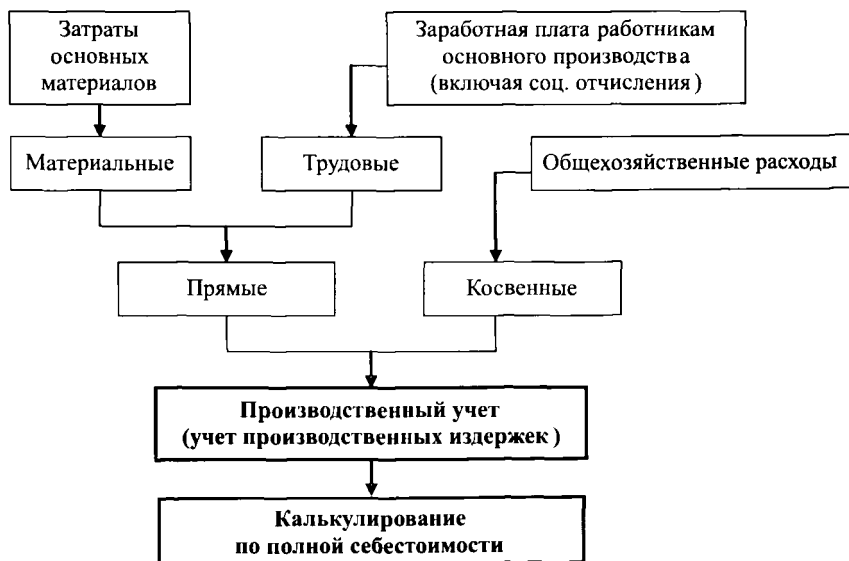 Затраты
основных
материалов
Заработная плата работникам
основного производства
(включая соц. отчисления)
Материальные
Трудовые
Общехозяйственные расходы
Прямые
Косвенные
Производственный учет
(учет производственных издержек)
Калькулирование
по полной себестоимости